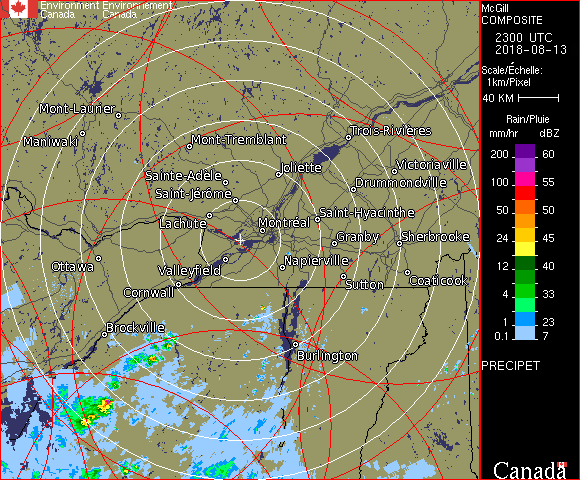 Environment Environnement
Canada Canada
McGill
COMPOSITE
2300 UTC
2018-08-13
Scale/Échelle:
1km/Pixel
40 KM
Rain/Pluie
mm/hr dBZ
200 60
100 55
50 50
24 45
12 40
4 33
1 23
0.1 7
PRECIPET
Canada
Mont-Laurier
Maniwaki
Mont-Tremblant
Trois-Rivières
Joliette
Victoriaville
Sainte-Adèle
Drummondville
Saint-Jérôme
Lachute
Montréal
Saint-Hyacinthe
Granby
Sherbrooke
Ottawa
Valleyfield
Napierville
Cornwall
Sutton
Coaticook
Brockville
Burlington